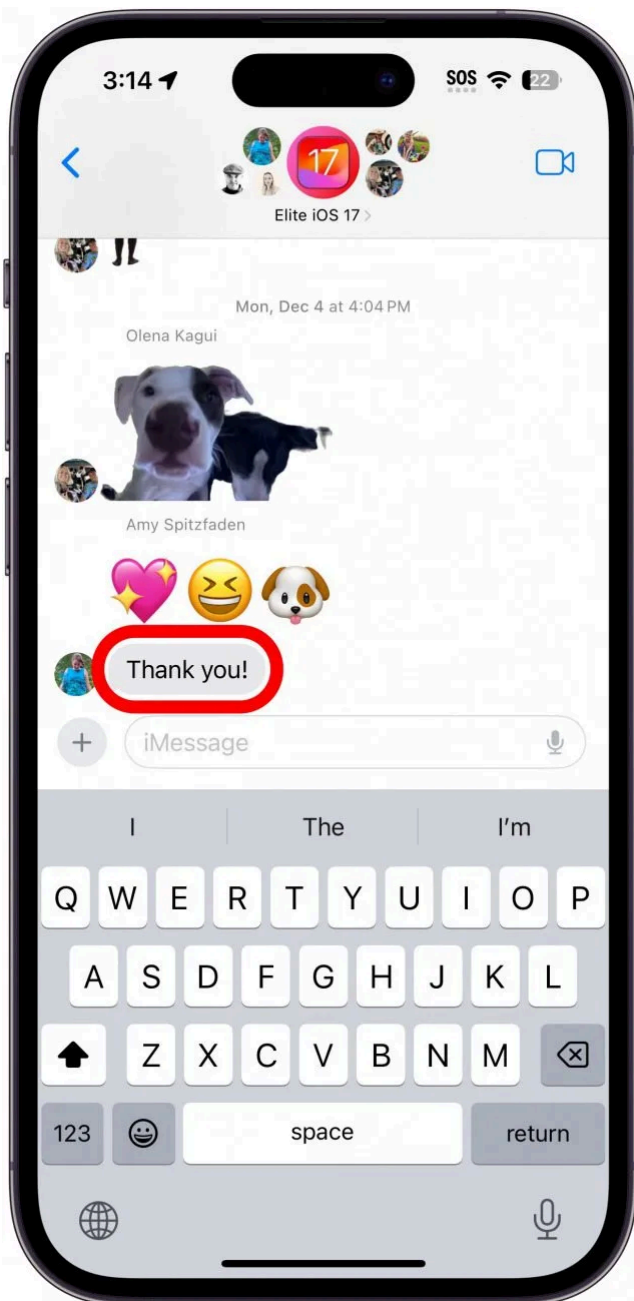 3:14
SOS
22
17
Elite iOS 17
Mon, Dec 4 at 4:04 PM
Olena Kagui
Amy Spitzfaden
Thank you!
iMessage
I The I'm
Q W E R T Y U I O P
A S D F G H J K L
Z X C V B N M
123 space return